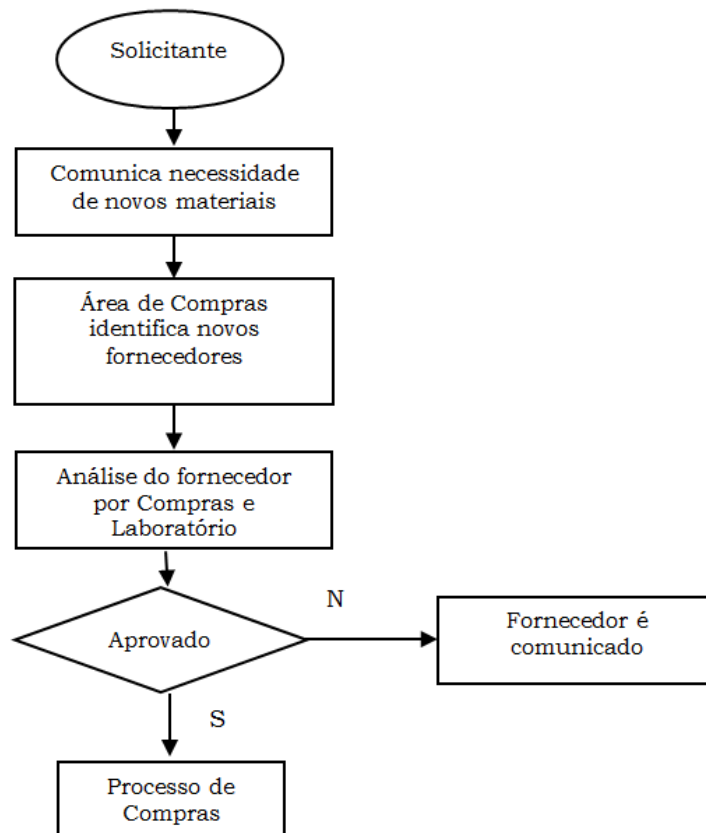 Solicitante
Comunica necessidade
de novos materiais
Área de Compras
identifica novos
fornecedores
Análise do fornecedor
por Compras e
Laboratório
Aprovado
N
Fornecedor é
comunicado
S
Processo de
Compras